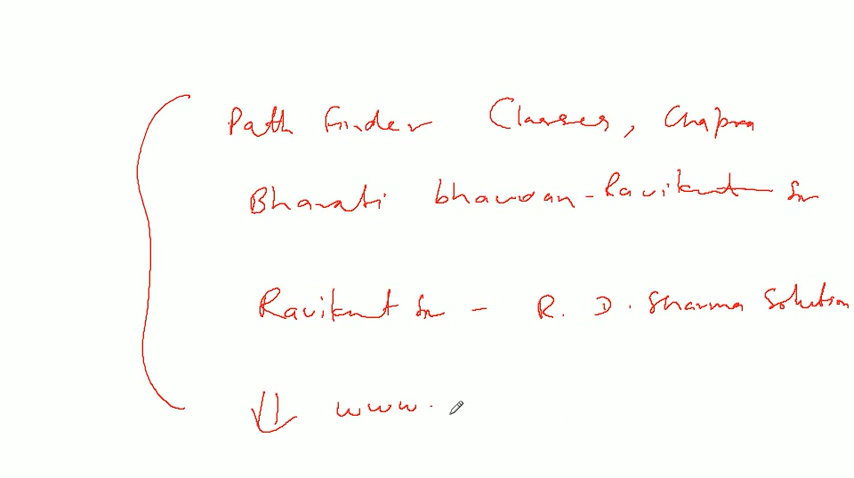 Path Finder Classes, Chapra
Bharati bhawan - Ravikant Sir
Ravikant Sir - R. D. Sharma Solution
www.